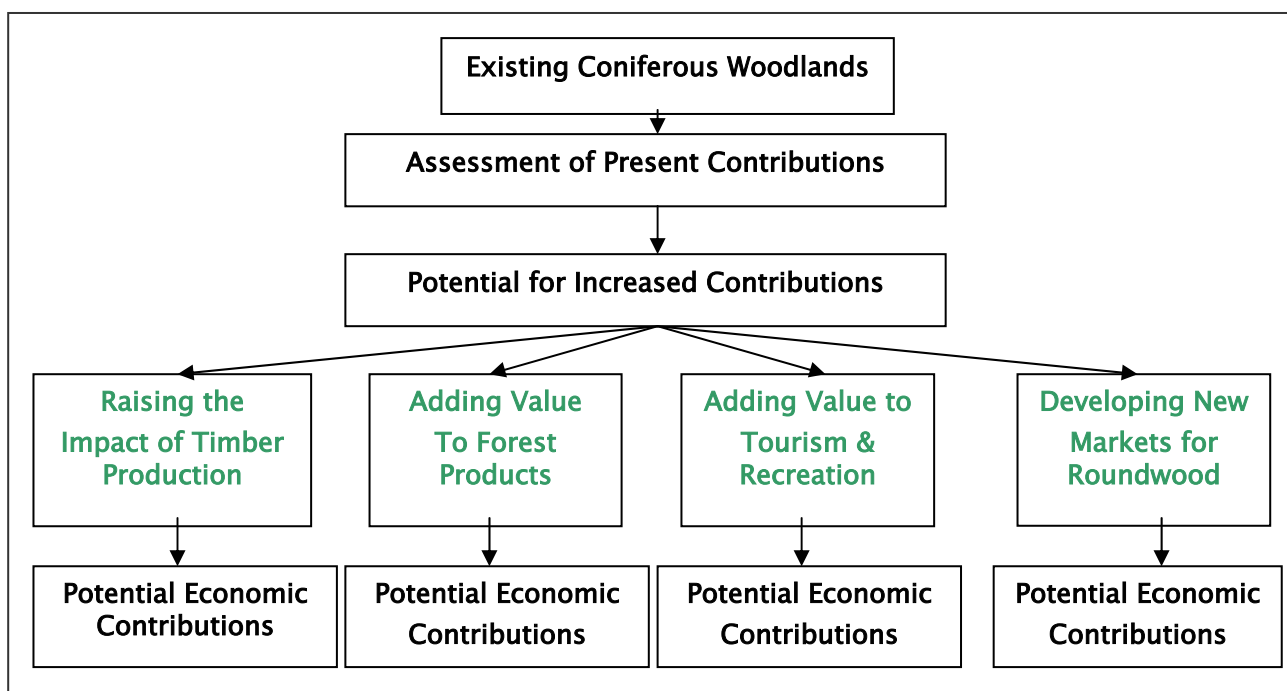 Existing Coniferous Woodlands
Assessment of Present Contributions
Potential for Increased Contributions
Raising the
Impact of Timber
Production
Adding Value
To Forest
Products
Adding Value to
Tourism &
Recreation
Developing New
Markets for
Roundwood
Potential Economic
Contributions
Potential Economic
Contributions
Potential Economic
Contributions
Potential Economic
Contributions